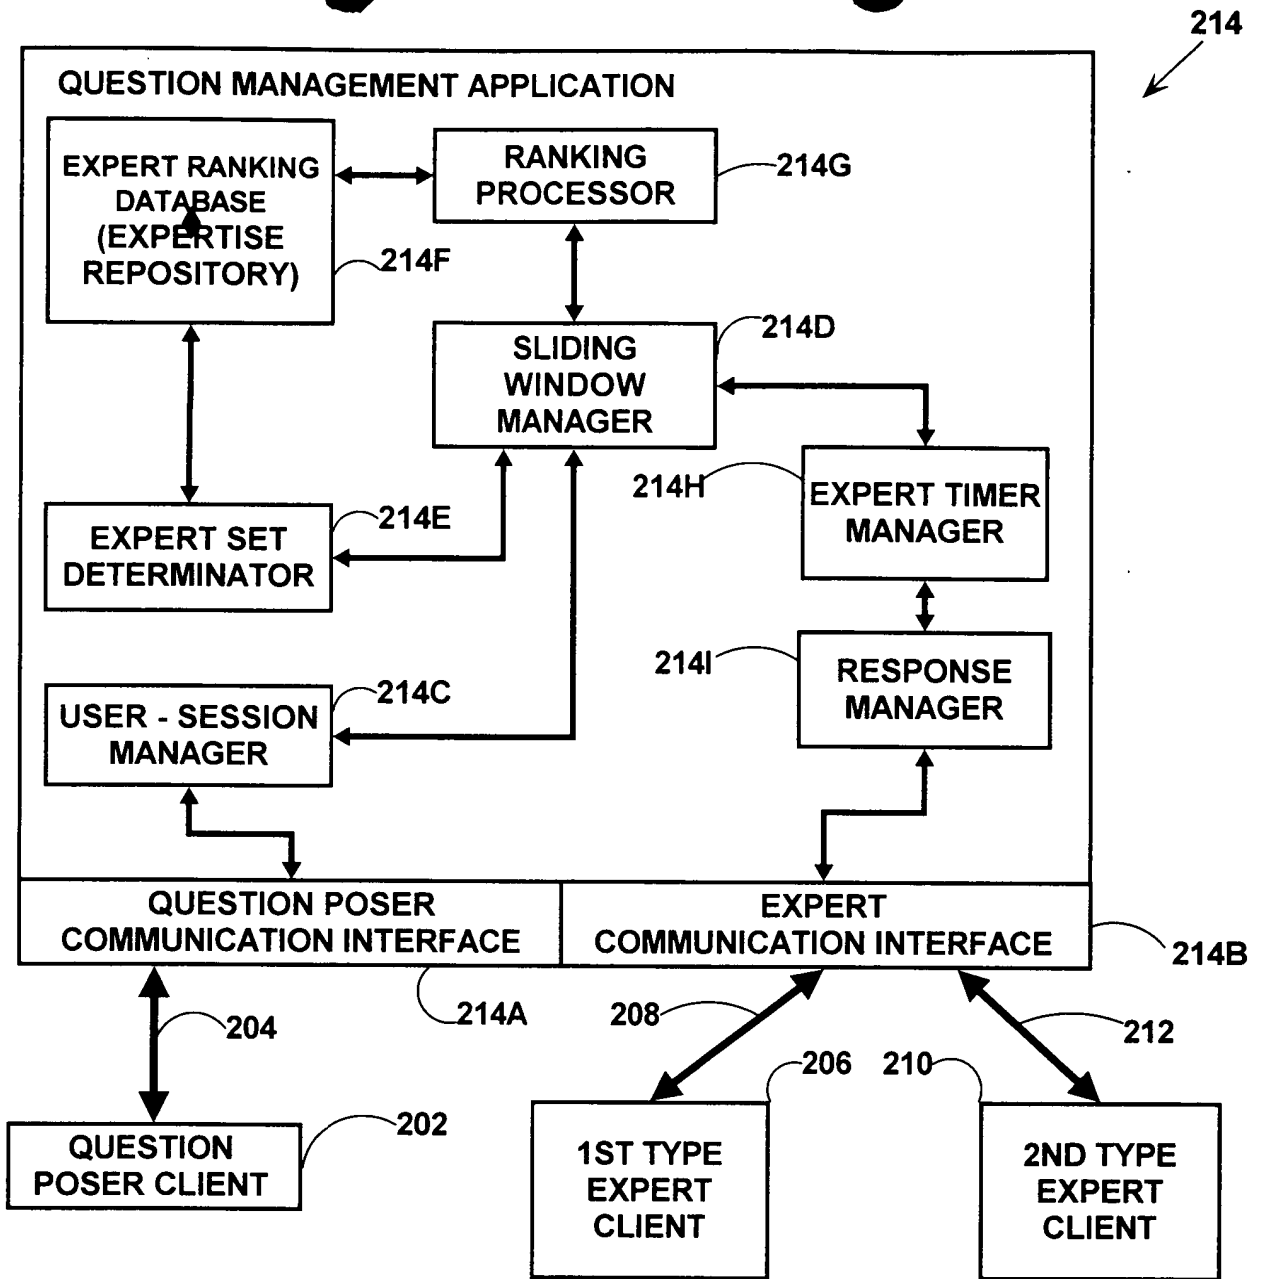 214
QUESTION MANAGEMENT APPLICATION
EXPERT RANKING
DATABASE
(EXPERTISE
REPOSITORY)
214F
RANKING
PROCESSOR
214G
SLIDING
WINDOW
MANAGER
214D
214H
EXPERT TIMER
MANAGER
EXPERT SET
DETERMINATOR
214E
214I
RESPONSE
MANAGER
USER - SESSION
MANAGER
214C
QUESTION POSER
COMMUNICATION INTERFACE
EXPERT
COMMUNICATION INTERFACE
214B
214A
204
208
212
206
210
202
QUESTION
POSER CLIENT
1ST TYPE
EXPERT
CLIENT
2ND TYPE
EXPERT
CLIENT